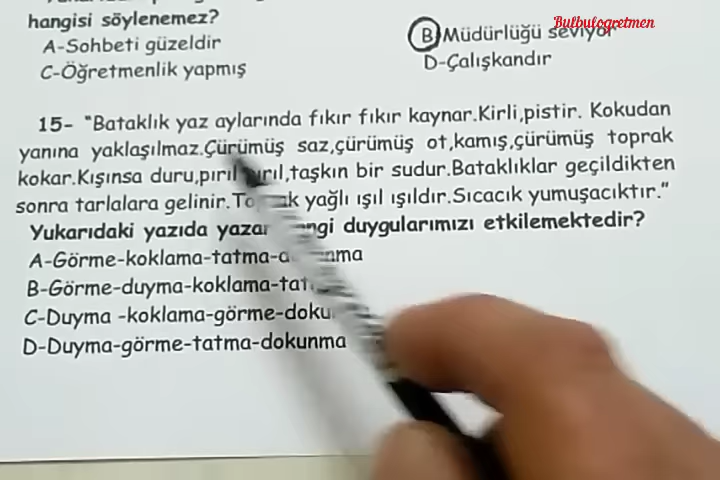 hangisi söylenemez?
Bulbulogretmen
A-Sohbeti güzeldir
B-Müdürlüğü seviyor
C-Öğretmenlik yapmış
D-Çalışkandır
15- "Bataklık yaz aylarında fıkır fıkır kaynar.Kirli,pistir. Kokudan
yanına yaklaşılmaz.Çürümüş saz,çürümüş ot,kamış,çürümüş toprak
kokar.Kışınsa duru,pırıl taşkın bir sudur.Bataklıklar geçildikten
sonra tarlalara gelinir. yağlı ışıl ışıldır.Sıcacık yumuşacıktır."
Yukarıdaki yazıda duygularımızı etkilemektedir?
A-Görme-koklama-tatma-
B-Görme-duyma-koklama-
C-Duyma -koklama-görme-
D-Duyma-görme-tatma-dokunma